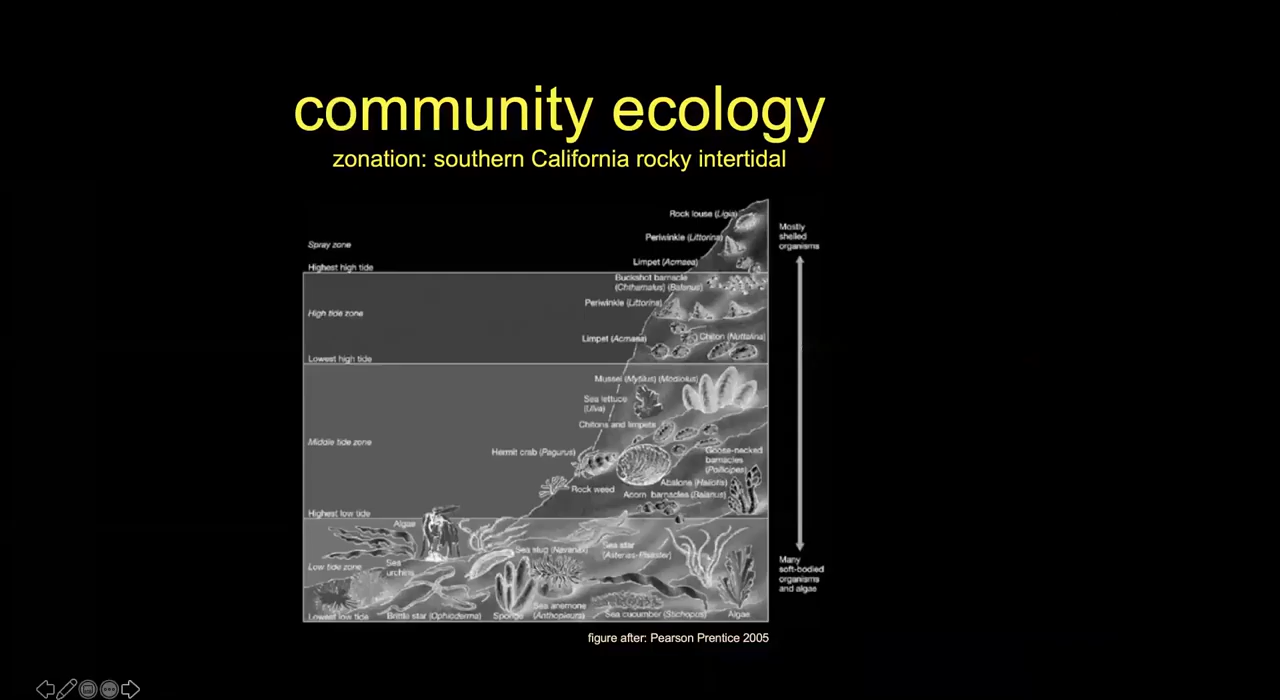 community ecology
zonation: southern California rocky intertidal
Rock louse (Ligia)
Mostly
shelled
organisms
Periwinkle (Littorina)
Spray zone
Limpet (Acmaea)
Highest high tide
Buckshot barnacle
(Chthamalus) (Balanus)
Periwinkle (Littorina)
High tide zone
Limpet (Acmaea)
Chiton (Nuttalina)
Lowest high tide
Mussel (Mytilus) (Modiolus)
Sea lettuce
(Ulva)
Chitons and limpets
Middle tide zone
Hermit crab (Pagurus)
Goose-necked
barnacles
(Pollicipes)
Abalone (Haliotis)
Rock weed
Acorn barnacles (Balanus)
Highest low tide
Algae
Sea slug (Navanax)
Sea star
(Asterias-Pisaster)
Low tide zone
Sea
urchins
Many
soft-bodied
organisms
and algae
Sea anemone
(Anthopleura)
Lowest low tide
Brittle star (Ophioderma)
Sponge
Sea cucumber (Stichopus)
Algae
figure after: Pearson Prentice 2005